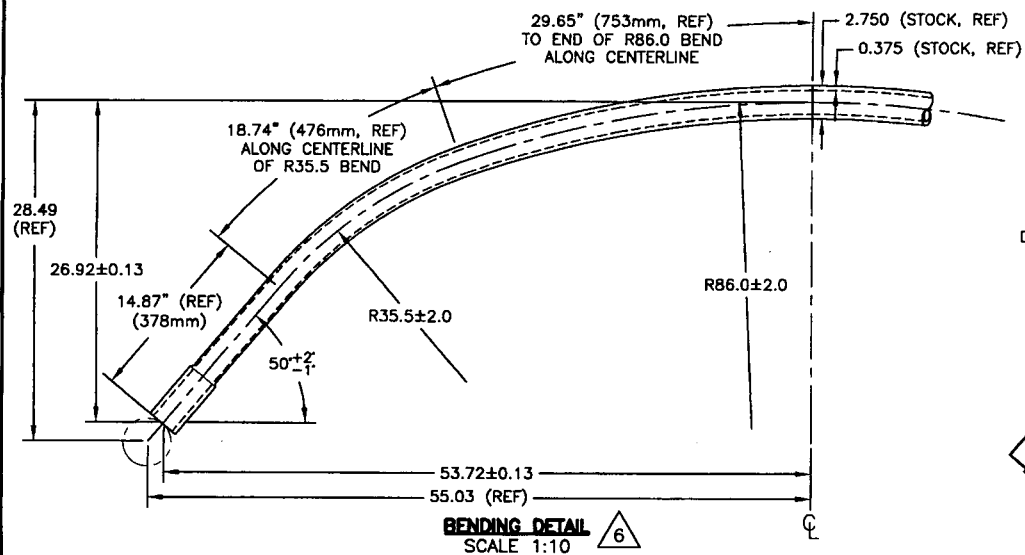 29.65" (753mm, REF)
TO END OF R86.0 BEND
ALONG CENTERLINE
2.750 (STOCK, REF)
0.375 (STOCK, REF)
18.74" (476mm, REF)
ALONG CENTERLINE
OF R35.5 BEND
28.49
(REF)
26.92±0.13
14.87" (REF)
(378mm)
R35.5±2.0
R86.0±2.0
50°+2°
-1°
53.72±0.13
55.03 (REF)
BENDING DETAIL 6
SCALE 1:10
℄